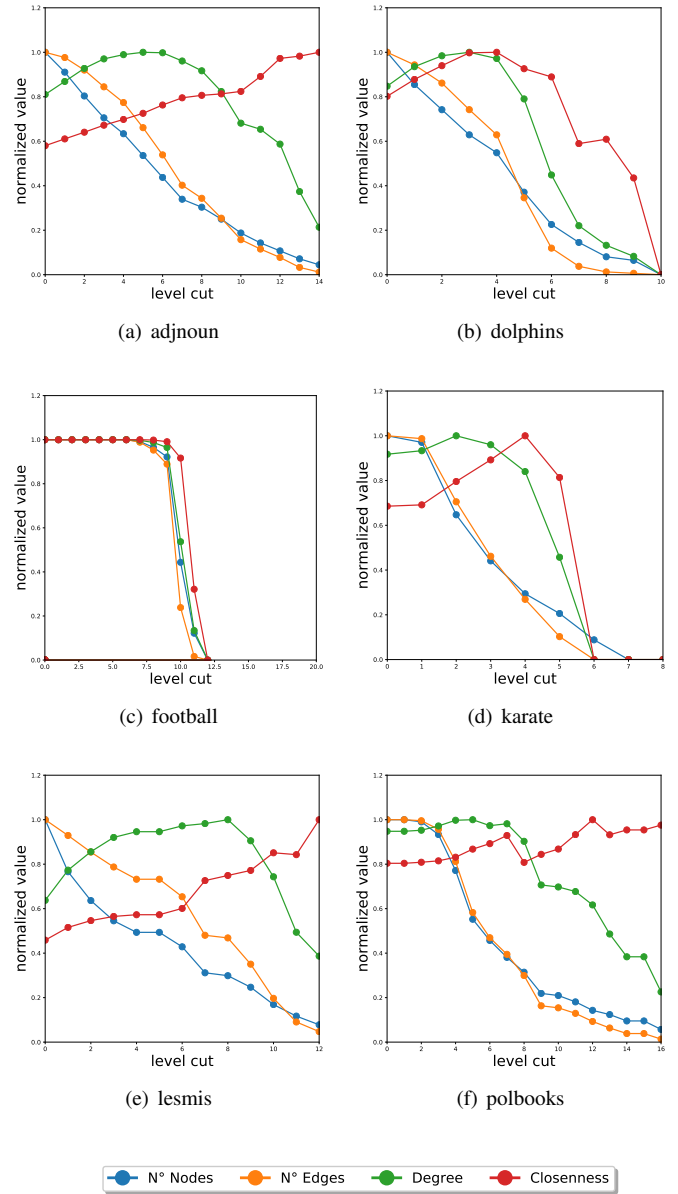 1.2 1.2
1.0 1.0
0.8 0.8
0.6 0.6
0.4 0.4
0.2 0.2
0.0 0.0
normalized value normalized value
0 2 4 6 8 10 12 14 0 2 4 6 8 10
level cut level cut
(a) adjnoun (b) dolphins
1.2 1.2
1.0 1.0
0.8 0.8
0.6 0.6
0.4 0.4
0.2 0.2
0.0 0.0
normalized value normalized value
0.0 2.5 5.0 7.5 10.0 12.5 15.0 17.5 20.0 0 1 2 3 4 5 6 7 8
level cut level cut
(c) football (d) karate
1.2 1.2
1.0 1.0
0.8 0.8
0.6 0.6
0.4 0.4
0.2 0.2
0.0 0.0
normalized value normalized value
0 2 4 6 8 10 12 0 2 4 6 8 10 12 14 16
level cut level cut
(e) lesmis (f) polbooks
N° Nodes N° Edges Degree Closenness